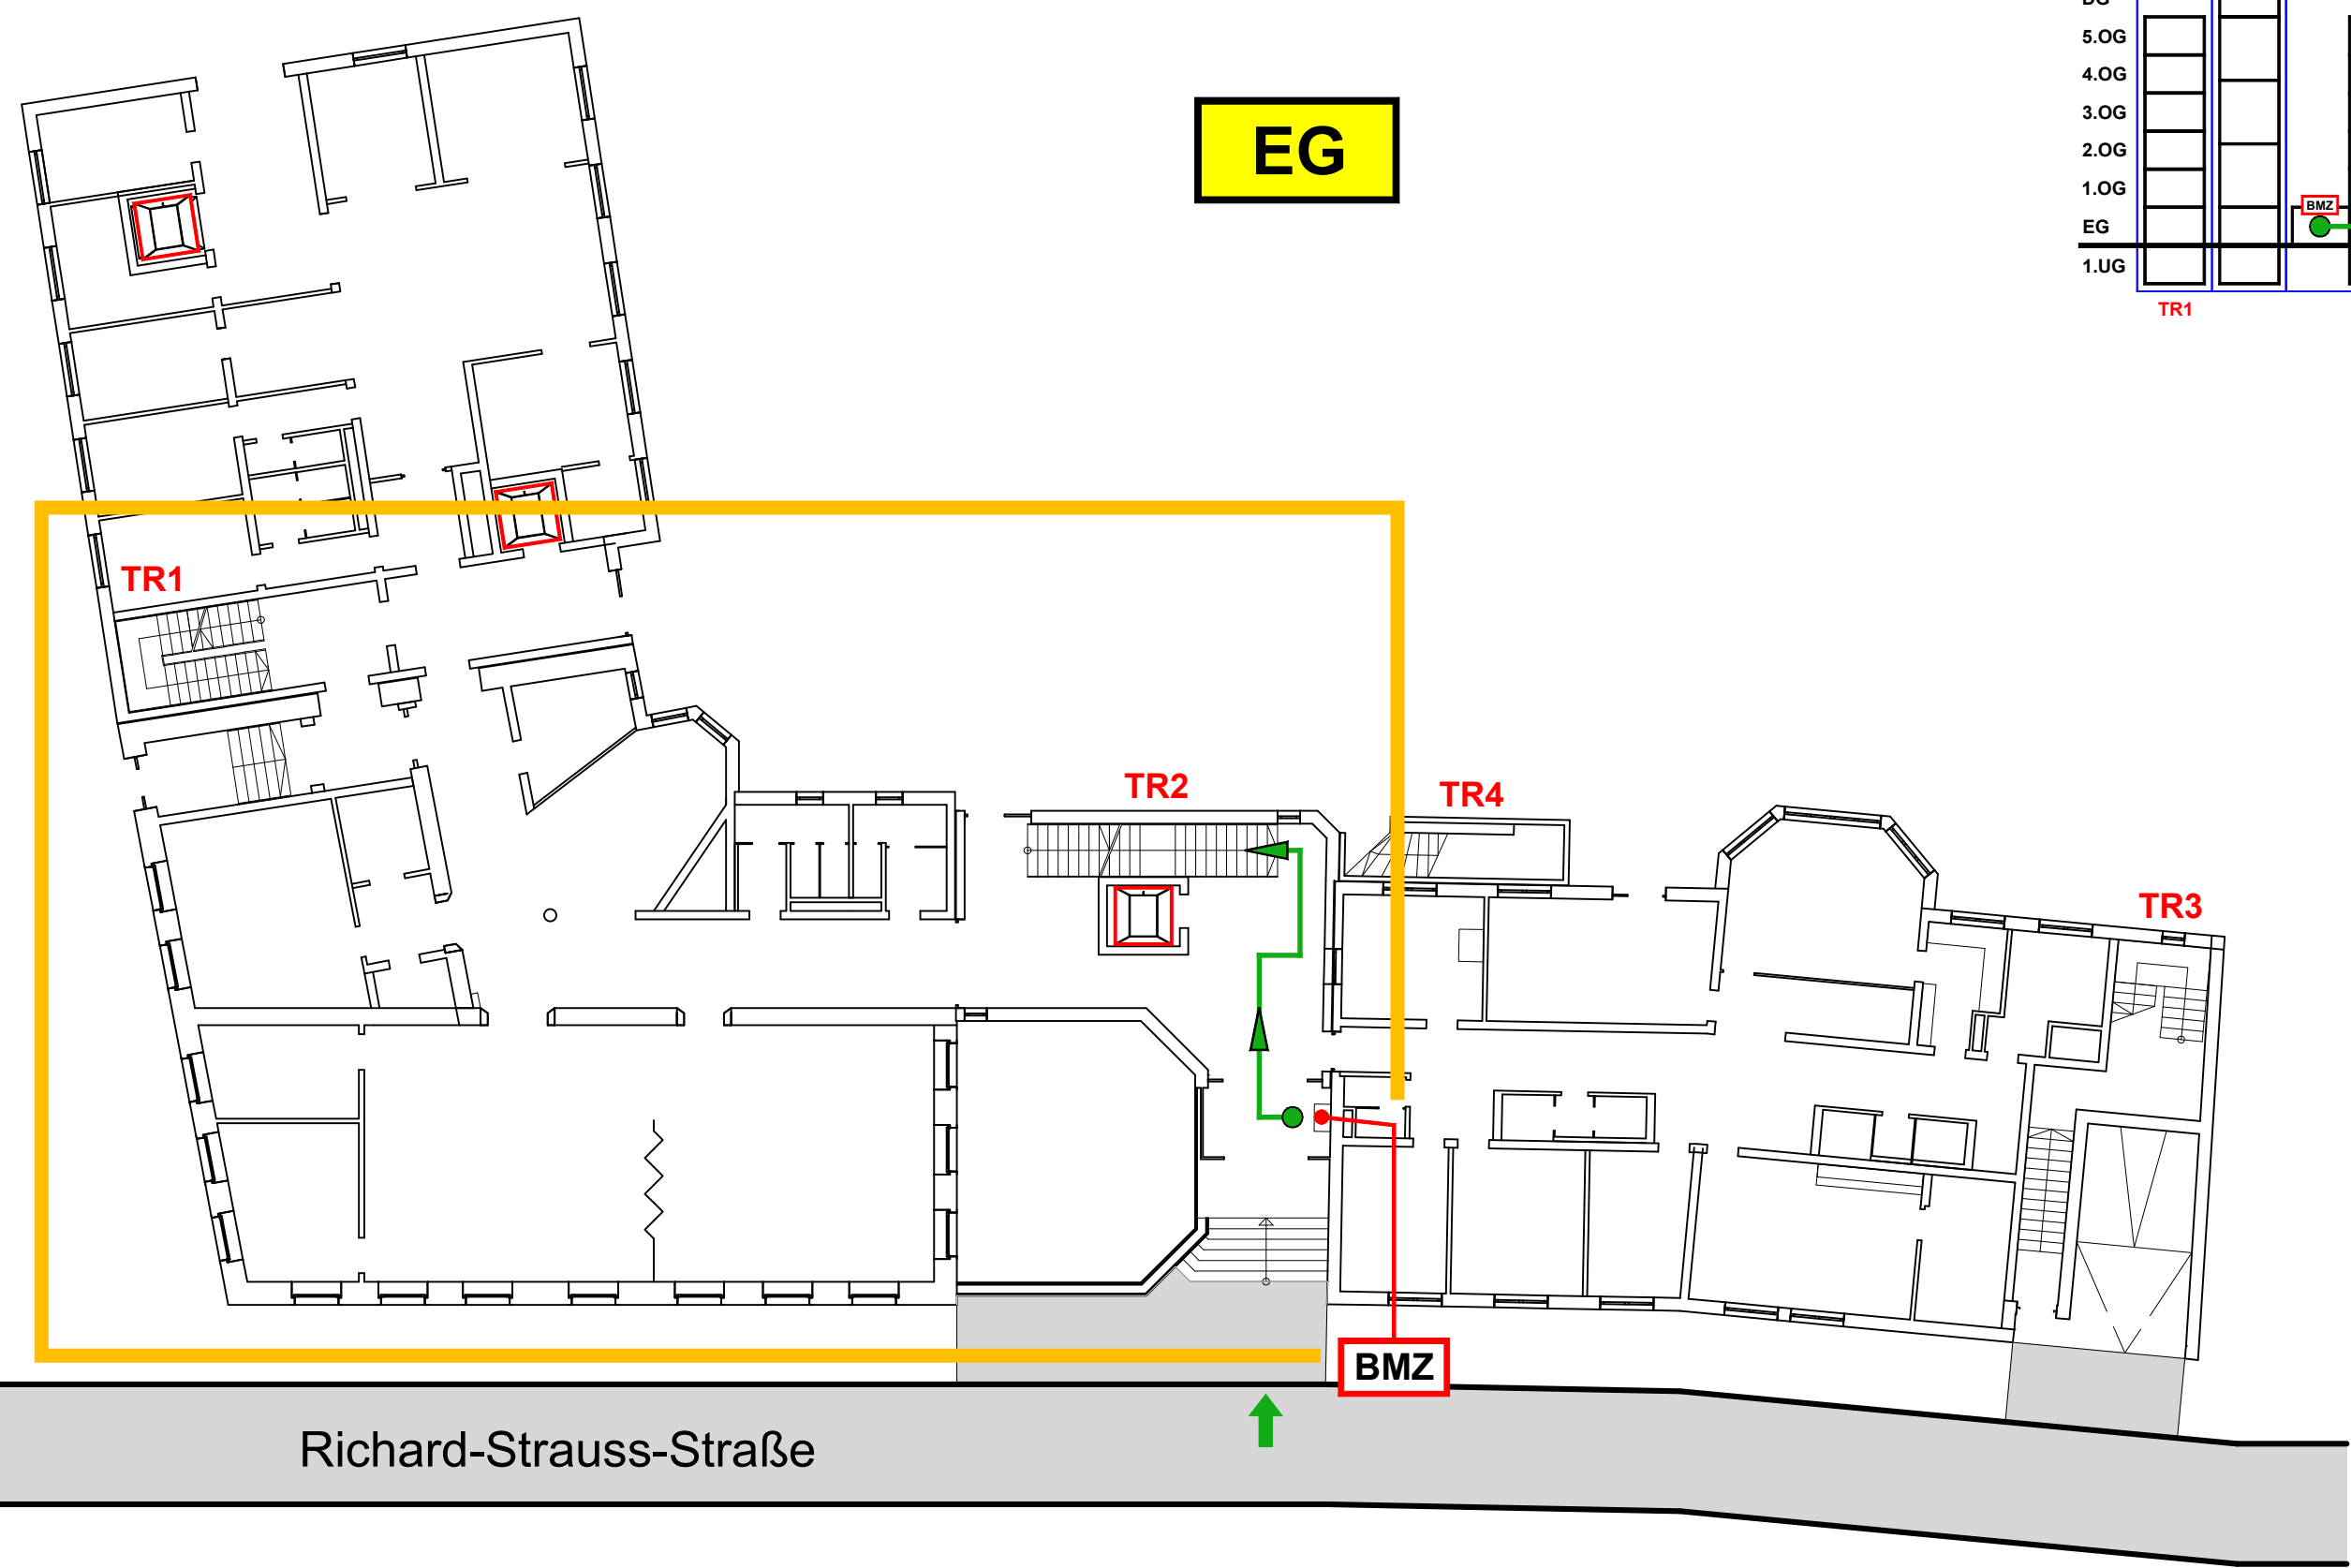 EG
DG
5.OG
4.OG
3.OG
2.OG
1.OG
BMZ
EG
1.UG
TR1
TR1
TR2
TR4
TR3
BMZ
Richard-Strauss-Straße